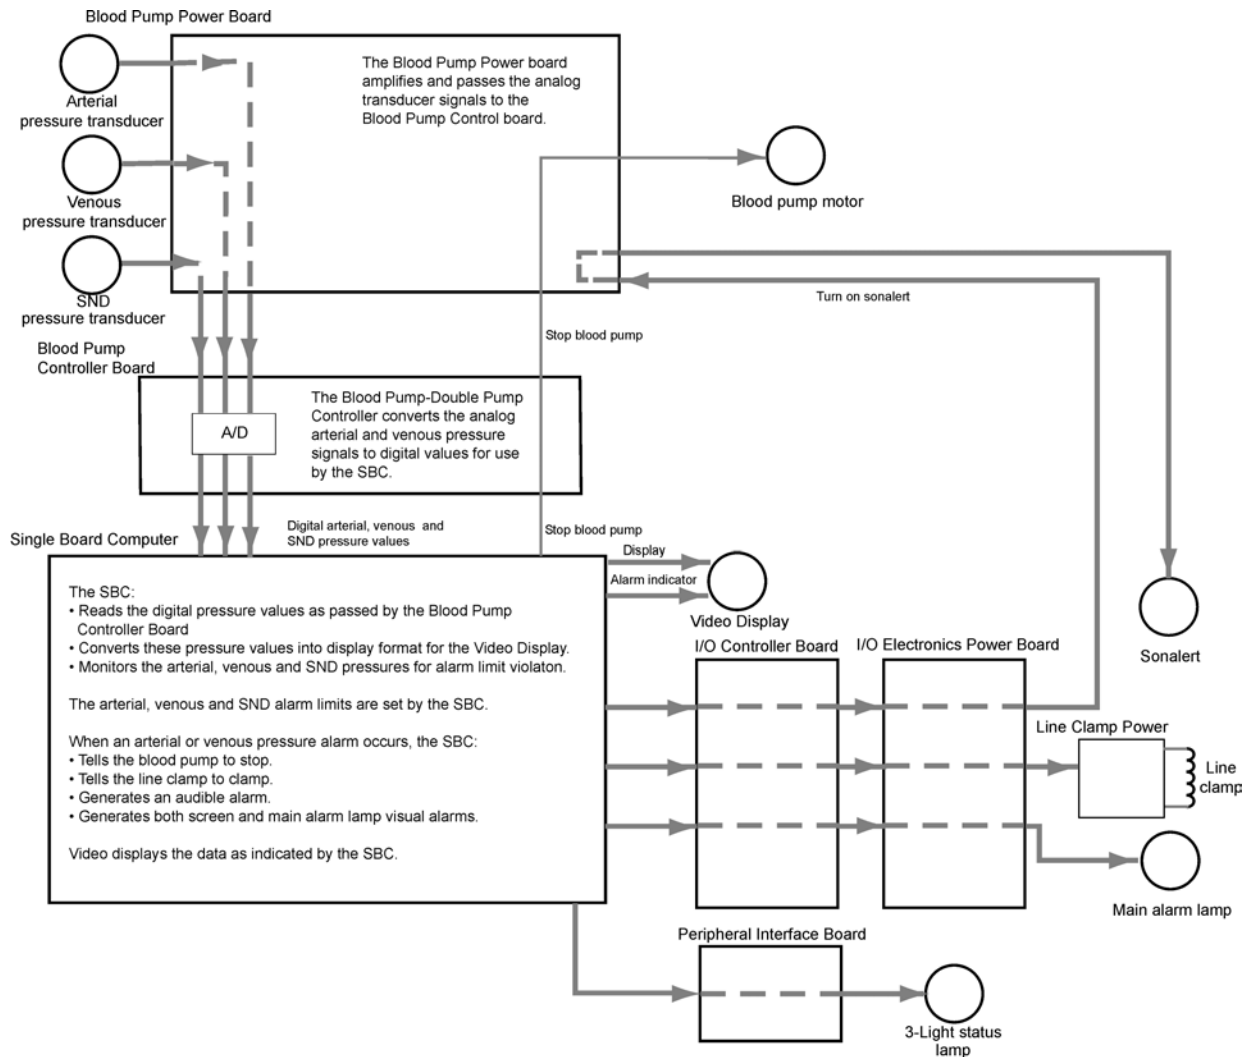 Blood Pump Power Board
The Blood Pump Power board
amplifies and passes the analog
transducer signals to the
Blood Pump Control board.
Arterial
pressure transducer
Venous
pressure transducer
SND
pressure transducer
Blood pump motor
Turn on sonalert
Stop blood pump
Blood Pump
Controller Board
The Blood Pump-Double Pump
Controller converts the analog
arterial and venous pressure
signals to digital values for use
by the SBC.
A/D
Digital arterial, venous and
SND pressure values
Stop blood pump
Single Board Computer
Display
Alarm indicator
Video Display
The SBC:
• Reads the digital pressure values as passed by the Blood Pump
Controller Board
• Converts these pressure values into display format for the Video Display.
• Monitors the arterial, venous and SND pressures for alarm limit violaton.
The arterial, venous and SND alarm limits are set by the SBC.
When an arterial or venous pressure alarm occurs, the SBC:
• Tells the blood pump to stop.
• Tells the line clamp to clamp.
• Generates an audible alarm.
• Generates both screen and main alarm lamp visual alarms.
Video displays the data as indicated by the SBC.
I/O Controller Board
I/O Electronics Power Board
Sonalert
Line Clamp Power
Line
clamp
Main alarm lamp
Peripheral Interface Board
3-Light status
lamp